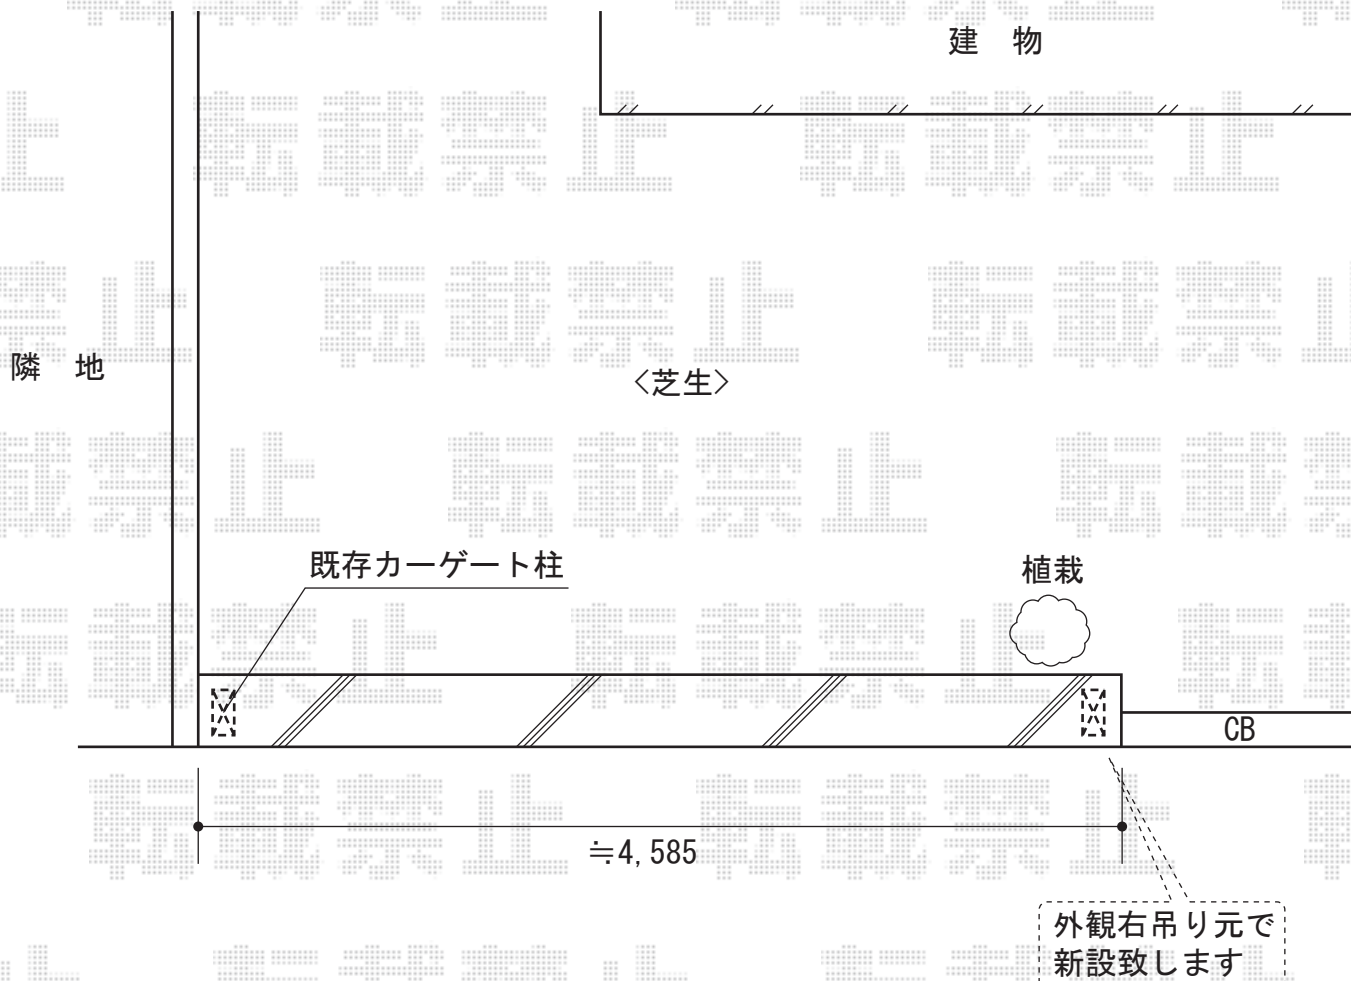 建 物
隣 地
〈芝生〉
既存カーゲート柱
植栽
CB
≒4,585
外観右吊り元で
新設致します
転載禁止